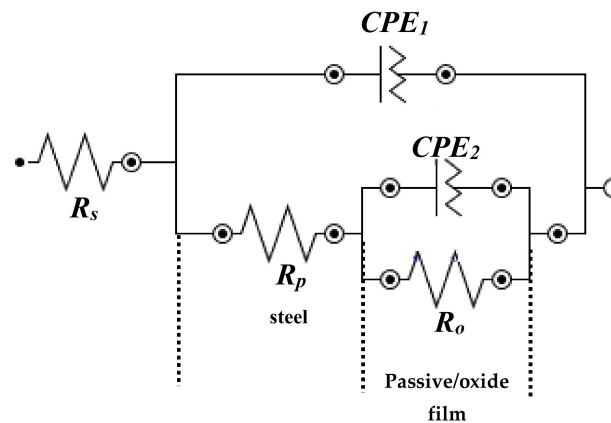 CPE1
CPE2
Rs
Rp
steel
Ro
Passive/oxide
film